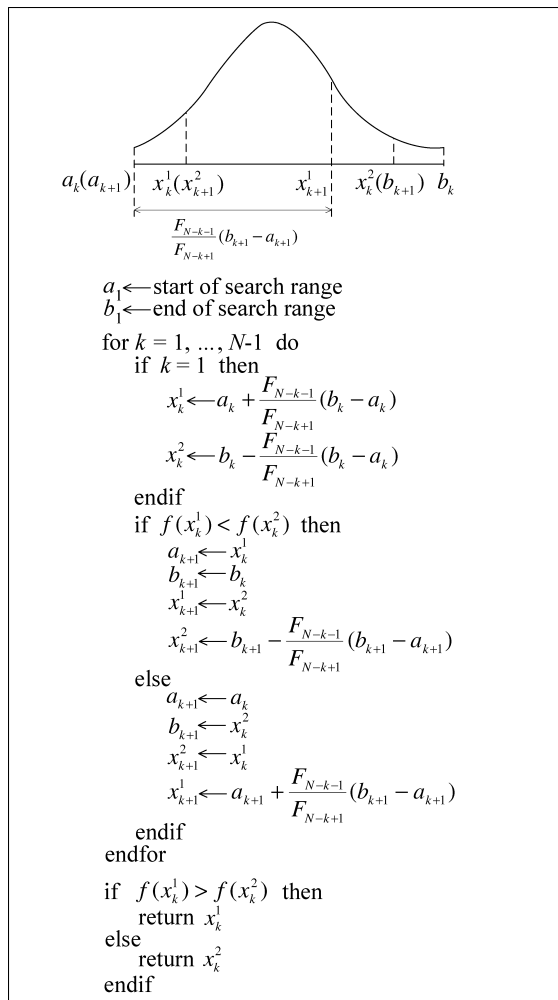 a_k(a_{k+1}) x_k^1(x_{k+1}^2) x_{k+1}^1 x_k^2(b_{k+1}) b_k
\frac{F_{N-k-1}}{F_{N-k+1}}(b_{k+1} − a_{k+1})
a_1 ← start of search range
b_1 ← end of search range
for k = 1, ..., N-1 do
if k = 1 then
x_k^1 ← a_k + \frac{F_{N-k-1}}{F_{N-k+1}}(b_k − a_k)
x_k^2 ← b_k − \frac{F_{N-k-1}}{F_{N-k+1}}(b_k − a_k)
endif
if f(x_k^1) < f(x_k^2) then
a_{k+1} ← x_k^1
b_{k+1} ← b_k
x_{k+1}^1 ← x_k^2
x_{k+1}^2 ← b_{k+1} − \frac{F_{N-k-1}}{F_{N-k+1}}(b_{k+1} − a_{k+1})
else
a_{k+1} ← a_k
b_{k+1} ← x_k^2
x_{k+1}^2 ← x_k^1
x_{k+1}^1 ← a_{k+1} + \frac{F_{N-k-1}}{F_{N-k+1}}(b_{k+1} − a_{k+1})
endif
endfor
if f(x_k^1) > f(x_k^2) then
return x_k^1
else
return x_k^2
endif